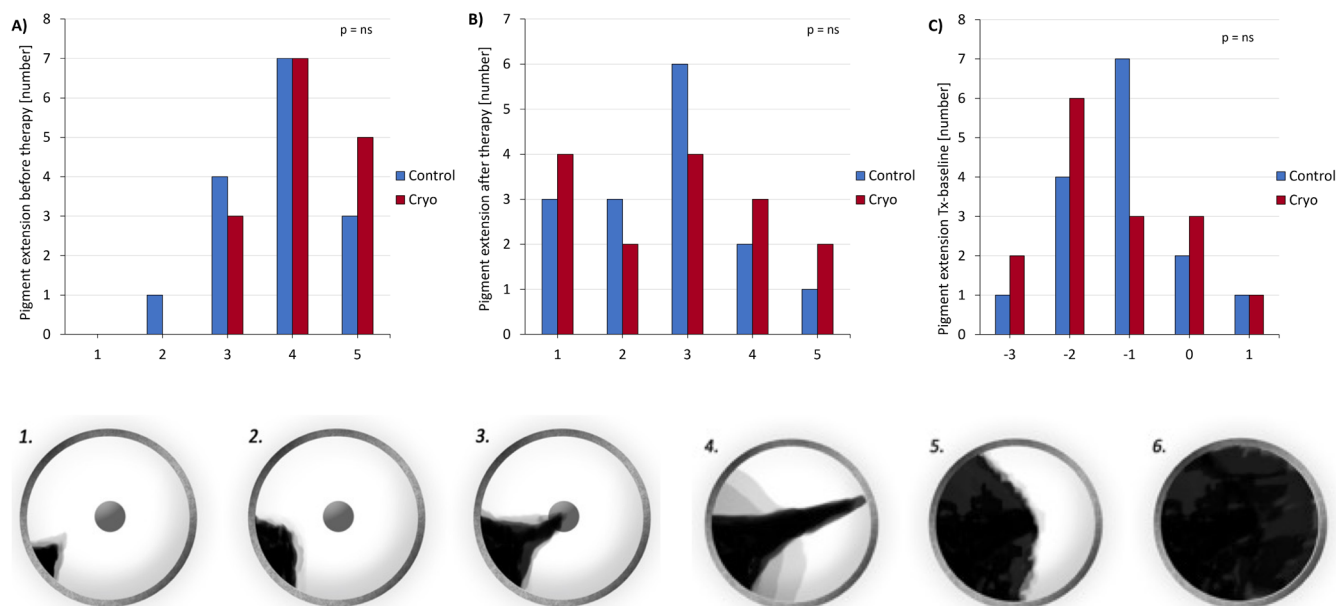 A)
p = ns
Pigment extension before therapy [number]
8
7
6
5
4
3
2
1
0
1 2 3 4 5
Control
Cryo
B)
p = ns
Pigment extension after therapy [number]
7
6
5
4
3
2
1
0
1 2 3 4 5
Control
Cryo
C)
p = ns
Pigment extension Tx-baseline [number]
8
7
6
5
4
3
2
1
0
-3 -2 -1 0 1
Control
Cryo
1. 2. 3. 4. 5. 6.